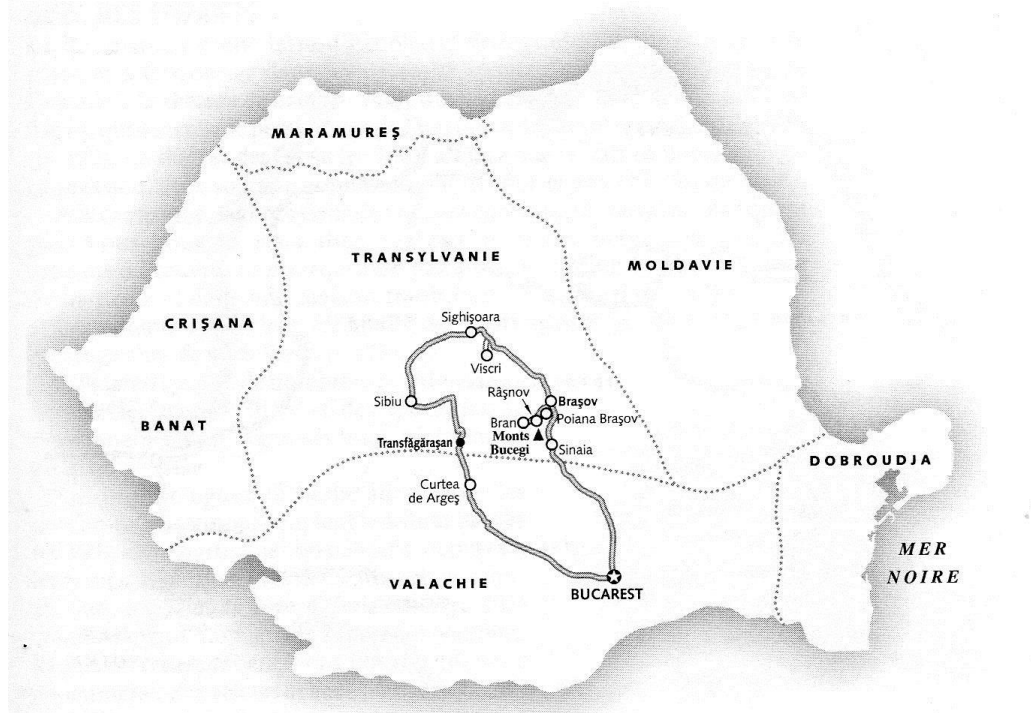 MARAMUREŞ
TRANSYLVANIE
MOLDAVIE
CRIŞANA
Sighişoara
Viscri
Râşnov
Sibiu
Braşov
Bran
Poiana Braşov
BANAT
Monts
Bucegi
Transfăgăraşan
Sinaia
DOBROUDJA
Curtea
de Argeş
MER
NOIRE
VALACHIE
BUCAREST